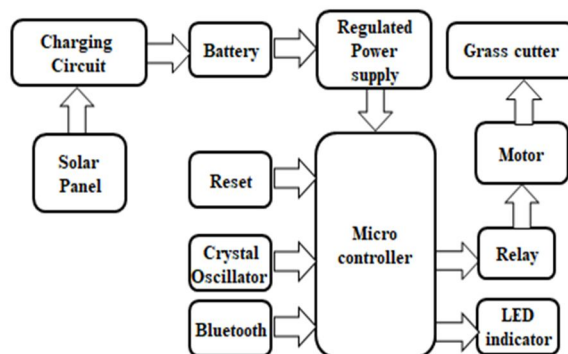 Charging
Circuit
Battery
Regulated
Power
supply
Grass cutter
Solar
Panel
Reset
Motor
Crystal
Oscillator
Micro
controller
Relay
Bluetooth
LED
indicator